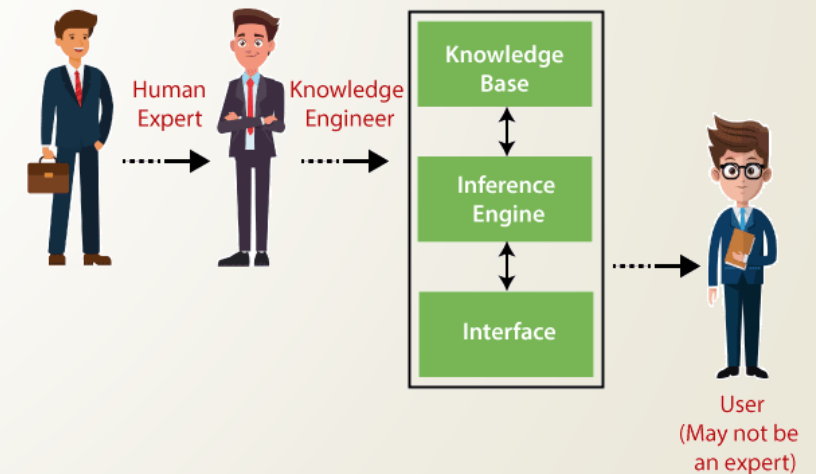 Human
Expert
Knowledge
Engineer
Knowledge
Base
Inference
Engine
Interface
User
(May not be
an expert)